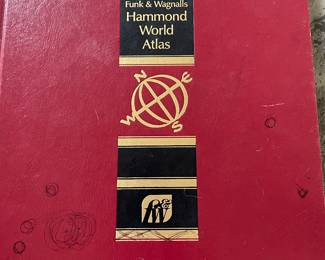 Funk & Wagnalls
Hammond
World
Atlas
N
E
S
f&w